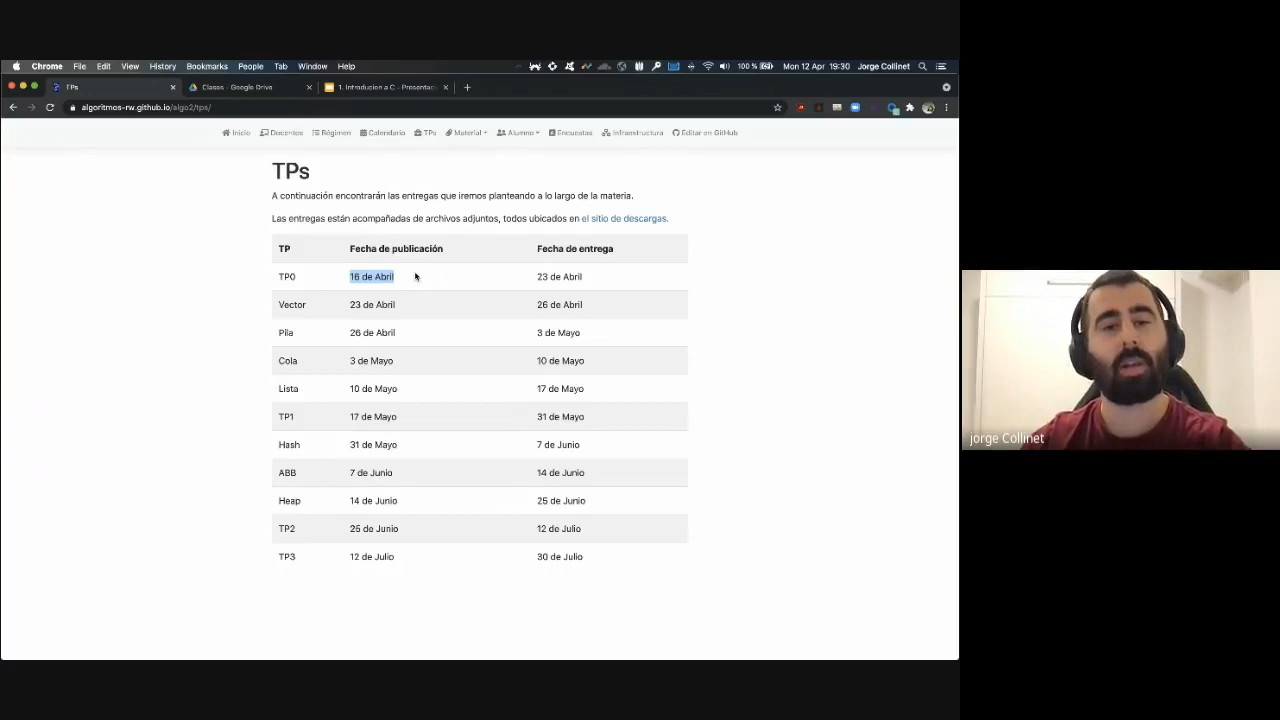 Chrome File Edit View History Bookmarks People Tab Window Help 100 % Mon 12 Apr 19:30 Jorge Collinet
TPs Clases - Google Drive 1. Introducion a C - Presentac
algoritmos-rw.github.io/algo2/tps/
Inicio Docentes Régimen Calendario TPs Material Alumno Encuestas Infraestructura Editar en GitHub
TPs
A continuación encontrarán las entregas que iremos planteando a lo largo de la materia.
Las entregas están acompañadas de archivos adjuntos, todos ubicados en el sitio de descargas.
TP Fecha de publicación Fecha de entrega
TP0 16 de Abril 23 de Abril
Vector 23 de Abril 26 de Abril
Pila 26 de Abril 3 de Mayo
Cola 3 de Mayo 10 de Mayo
Lista 10 de Mayo 17 de Mayo
TP1 17 de Mayo 31 de Mayo
Hash 31 de Mayo 7 de Junio
ABB 7 de Junio 14 de Junio
Heap 14 de Junio 25 de Junio
TP2 25 de Junio 12 de Julio
TP3 12 de Julio 30 de Julio
jorge Collinet